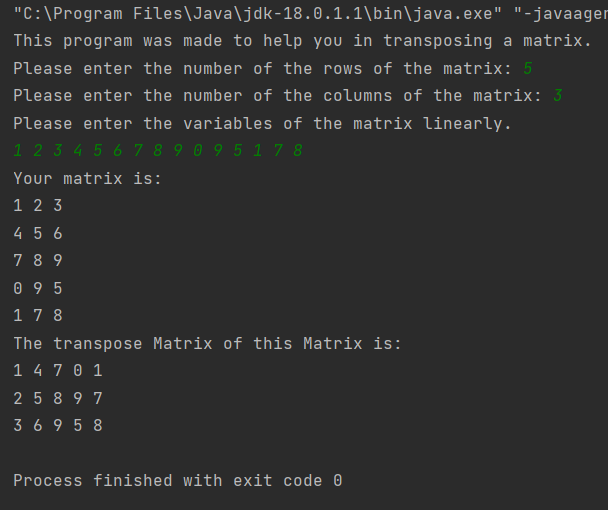 "C:\Program Files\Java\jdk-18.0.1.1\bin\java.exe" "-javaagen
This program was made to help you in transposing a matrix.
Please enter the number of the rows of the matrix: 5
Please enter the number of the columns of the matrix: 3
Please enter the variables of the matrix linearly.
1 2 3 4 5 6 7 8 9 0 9 5 1 7 8
Your matrix is:
1 2 3
4 5 6
7 8 9
0 9 5
1 7 8
The transpose Matrix of this Matrix is:
1 4 7 0 1
2 5 8 9 7
3 6 9 5 8
Process finished with exit code 0